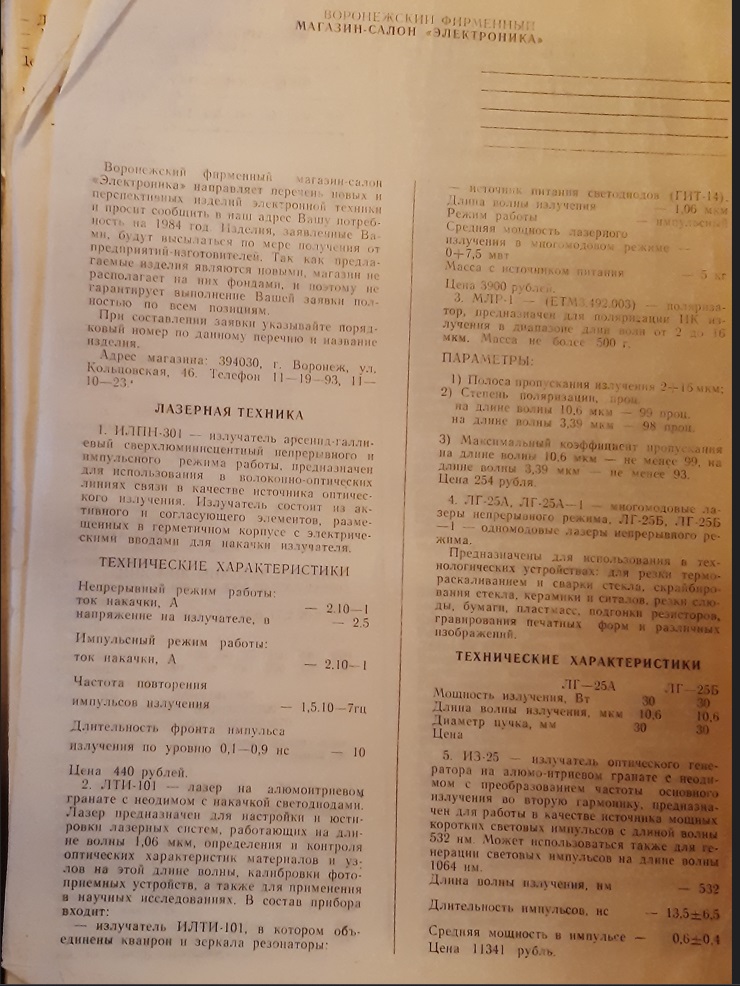 ВОРОНЕЖСКИЙ ФИРМЕННЫЙ
МАГАЗИН-САЛОН «ЭЛЕКТРОНИКА»
Воронежский фирменный магазин-салон
«Электроника» направляет перечень новых и
перспективных изделий электронной техники
и просит сообщить в наш адрес Вашу потреб-
ность на 1984 год. Изделия, заявленные Ва-
ми, будут высылаться по мере получения от
предприятий-изготовителей. Так как предла-
гаемые изделия являются новыми, магазин не
располагает на них фондами, и поэтому не
гарантирует выполнение Вашей заявки пол-
ностью по всем позициям.
При составлении заявки указывайте поряд-
ковый номер по данному перечню и название
изделия.
Адрес магазина: 394030, г. Воронеж, ул.
Кольцовская, 46. Телефон 11—19—93, 11—
10—23.
ЛАЗЕРНАЯ ТЕХНИКА
1. ИЛПН-301 — излучатель арсенид-галли-
евый сверхлюминисцентный непрерывного и
импульсного режима работы, предназначен
для использования в волоконно-оптических
линиях связи в качестве источника оптичес-
кого излучения. Излучатель состоит из ак-
тивного и согласующего элементов, разме-
щенных в герметичном корпусе с электриче-
скими вводами для накачки излучателя.
ТЕХНИЧЕСКИЕ ХАРАКТЕРИСТИКИ
Непрерывный режим работы:
ток накачки, А — 2.10—1
напряжение на излучателе, в — 2.5
Импульсный режим работы:
ток накачки, А — 2.10—1
Частота повторения
импульсов излучения — 1,5.10—7гц
Длительность фронта импульса
излучения по уровню 0,1—0,9 нс — 10
Цена 440 рублей.
2. ЛТИ-101 — лазер на алюмоиттриевом
гранате с неодимом с накачкой светодиодами.
Лазер предназначен для настройки и юсти-
ровки лазерных систем, работающих на дли-
не волны 1,06 мкм, определения и контроля
оптических характеристик материалов и уз-
лов на этой длине волны, калибровки фото-
приемных устройств, а также для применения
в научных исследованиях. В состав прибора
входит:
— излучатель ИЛТИ-101, в котором объ-
единены квантрон и зеркала резонаторы:
— источник питания светодиодов (ГИТ-14).
Длина волны излучения — 1,06 мкм
Режим работы — импульсный
Средняя мощность лазерного
излучения в многомодовом режиме —
0÷7,5 мвт
Масса с источником питания — 5 кг
Цена 3900 рублей.
3. МЛР-1 — (ЕТМ3.492.003) — поляриза-
тор, предназначен для поляризации ИК из-
лучения в диапазоне длин волн от 2 до 16
мкм. Масса не более 500 г.
ПАРАМЕТРЫ:
1) Полоса пропускания излучения 2÷16 мкм;
2) Степень поляризации, проц.
на длине волны 10,6 мкм — 99 проц.
на длине волны 3,39 мкм — 98 проц.
3) Максимальный коэффициент пропускания
на длине волны 10,6 мкм — не менее 99, на
длине волны 3,39 мкм — не менее 93.
Цена 254 рубля.
4. ЛГ-25А, ЛГ-25А—1 — многомодовые ла-
зеры непрерывного режима, ЛГ-25Б, ЛГ-25Б
—1 — одномодовые лазеры непрерывного ре-
жима.
Предназначены для использования в тех-
нологических устройствах: для резки термо-
раскалыванием и сварки стекла, скрайбиро-
вания стекла, керамики и ситалов, резки слю-
ды, бумаги, пластмасс, подгонки резисторов,
гравирования печатных форм и различных
изображений.
ТЕХНИЧЕСКИЕ ХАРАКТЕРИСТИКИ
ЛГ—25А ЛГ—25Б
Мощность излучения, Вт 30 30
Длина волны излучения, мкм 10,6 10,6
Диаметр пучка, мм 30 30
Цена
5. ИЗ-25 — излучатель оптического гене-
ратора на алюмо-иттриевом гранате с неоди-
мом с преобразованием частоты основного
излучения во вторую гармонику, предназна-
чен для работы в качестве источника мощных
коротких световых импульсов с длиной волны
532 нм. Может использоваться также для ге-
нерации световых импульсов на длине волны
1064 нм.
Длина волны излучения, нм — 532
Длительность импульсов, нс — 13,5±6,5
Средняя мощность в импульсе — 0,6±0,4
Цена 11341 рубль.